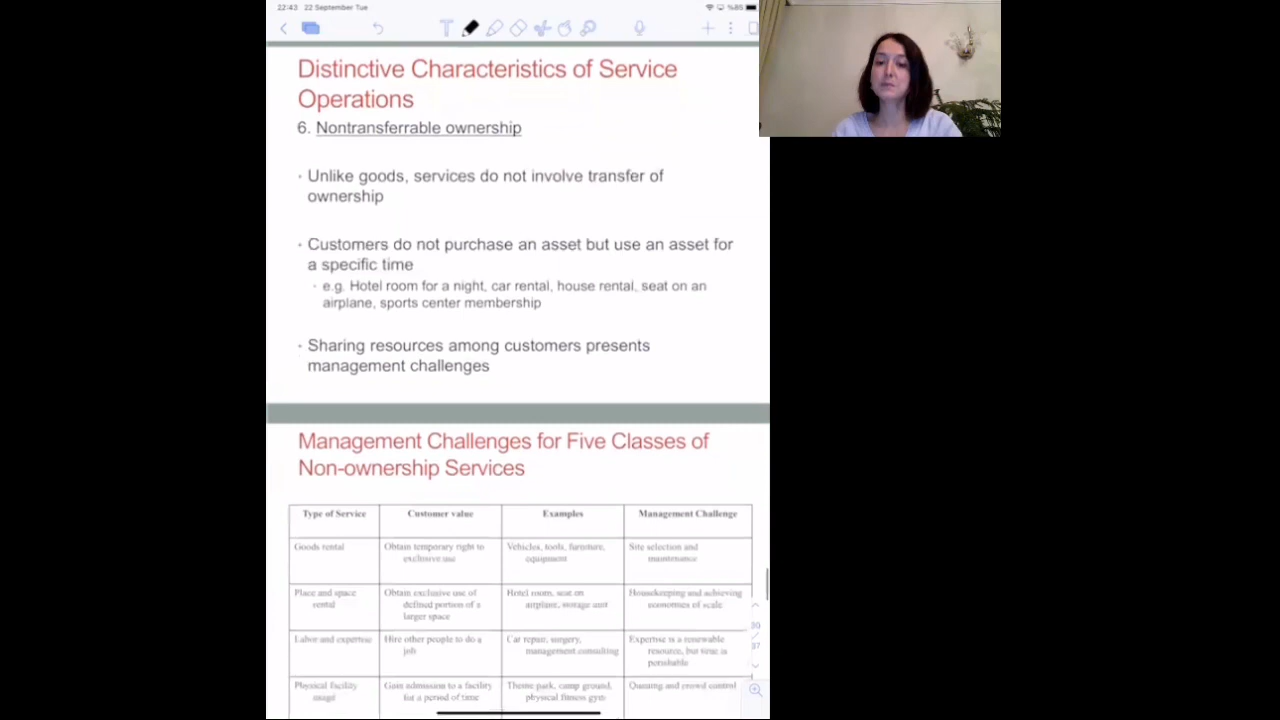 22:43 22 September Tue
%85
Distinctive Characteristics of Service
Operations
6. Nontransferrable ownership
• Unlike goods, services do not involve transfer of
ownership
• Customers do not purchase an asset but use an asset for
a specific time
• e.g. Hotel room for a night, car rental, house rental, seat on an
airplane, sports center membership
• Sharing resources among customers presents
management challenges
Management Challenges for Five Classes of
Non-ownership Services
Type of Service Customer value Examples Management Challenge
Goods rental Obtain temporary right to Vehicles, tools, furniture, Site selection and
exclusive use equipment maintenance
Place and space Obtain exclusive use of Hotel room, seat on Housekeeping and achieving
rental defined portion of a airplane, storage unit economies of scale
larger space
Labor and expertise Hire other people to do a Car repair, surgery, Expertise is a renewable
job management consulting resource, but time is
perishable
Physical facility Gain admission to a facility Theme park, camp ground, Queuing and crowd control
usage for a period of time physical fitness gym